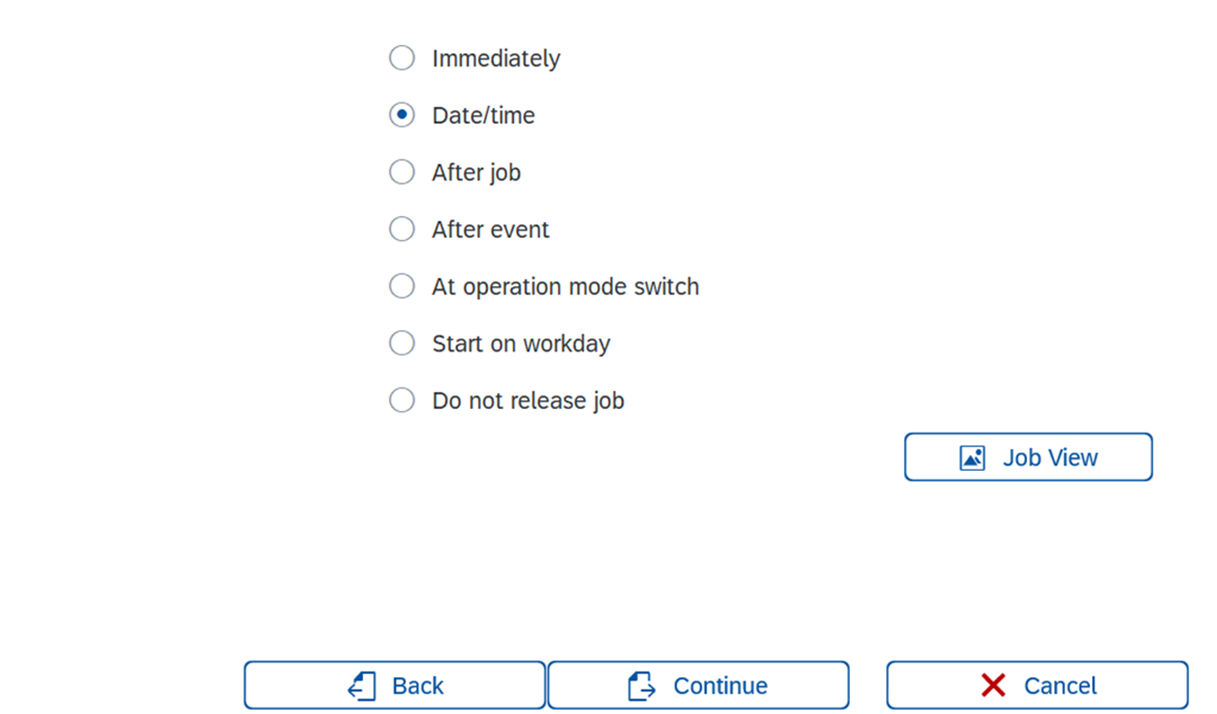 Immediately
Date/time
After job
After event
At operation mode switch
Start on workday
Do not release job
Job View
Back Continue Cancel